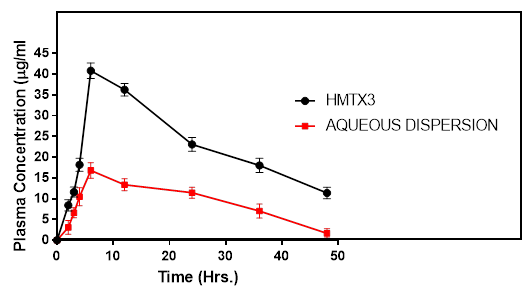 Plasma Concentration (µg/ml
45
40
35
30
25
20
15
10
5
0
0 10 20 30 40 50
Time (Hrs.)
HMTX3
AQUEOUS DISPERSION